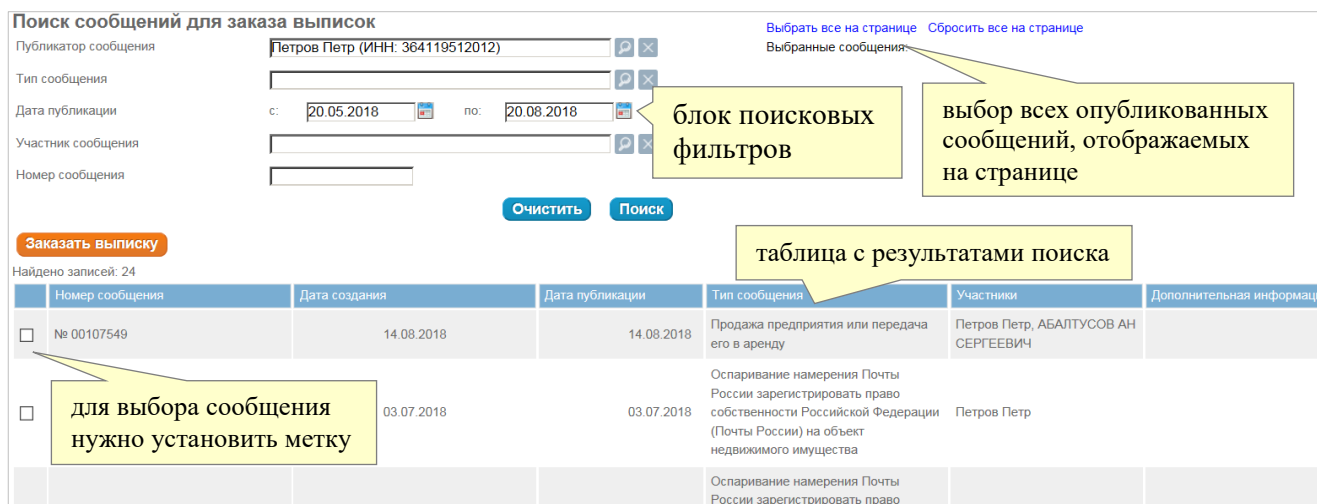 Поиск сообщений для заказа выписок
Выбрать все на странице Сбросить все на странице
Публикатор сообщения Петров Петр (ИНН: 364119512012) Выбранные сообщения:
Тип сообщения
Дата публикации с: 20.05.2018 по: 20.08.2018
блок поисковых
фильтров
выбор всех опубликованных
сообщений, отображаемых
на странице
Участник сообщения
Номер сообщения
Очистить Поиск
Заказать выписку
таблица с результатами поиска
Найдено записей: 24
Номер сообщения Дата создания Дата публикации Тип сообщения Участники Дополнительная
№ 00107549 14.08.2018 14.08.2018 Продажа предприятия или передача
его в аренду
Петров Петр, АБАЛТУСОВ АН
СЕРГЕЕВИЧ
для выбора сообщения
нужно установить метку
03.07.2018 03.07.2018 Оспаривание намерения Почты
России зарегистрировать право
собственности Российской Федерации
(Почты России) на объект
недвижимого имущества
Петров Петр
Оспаривание намерения Почты
России зарегистрировать право